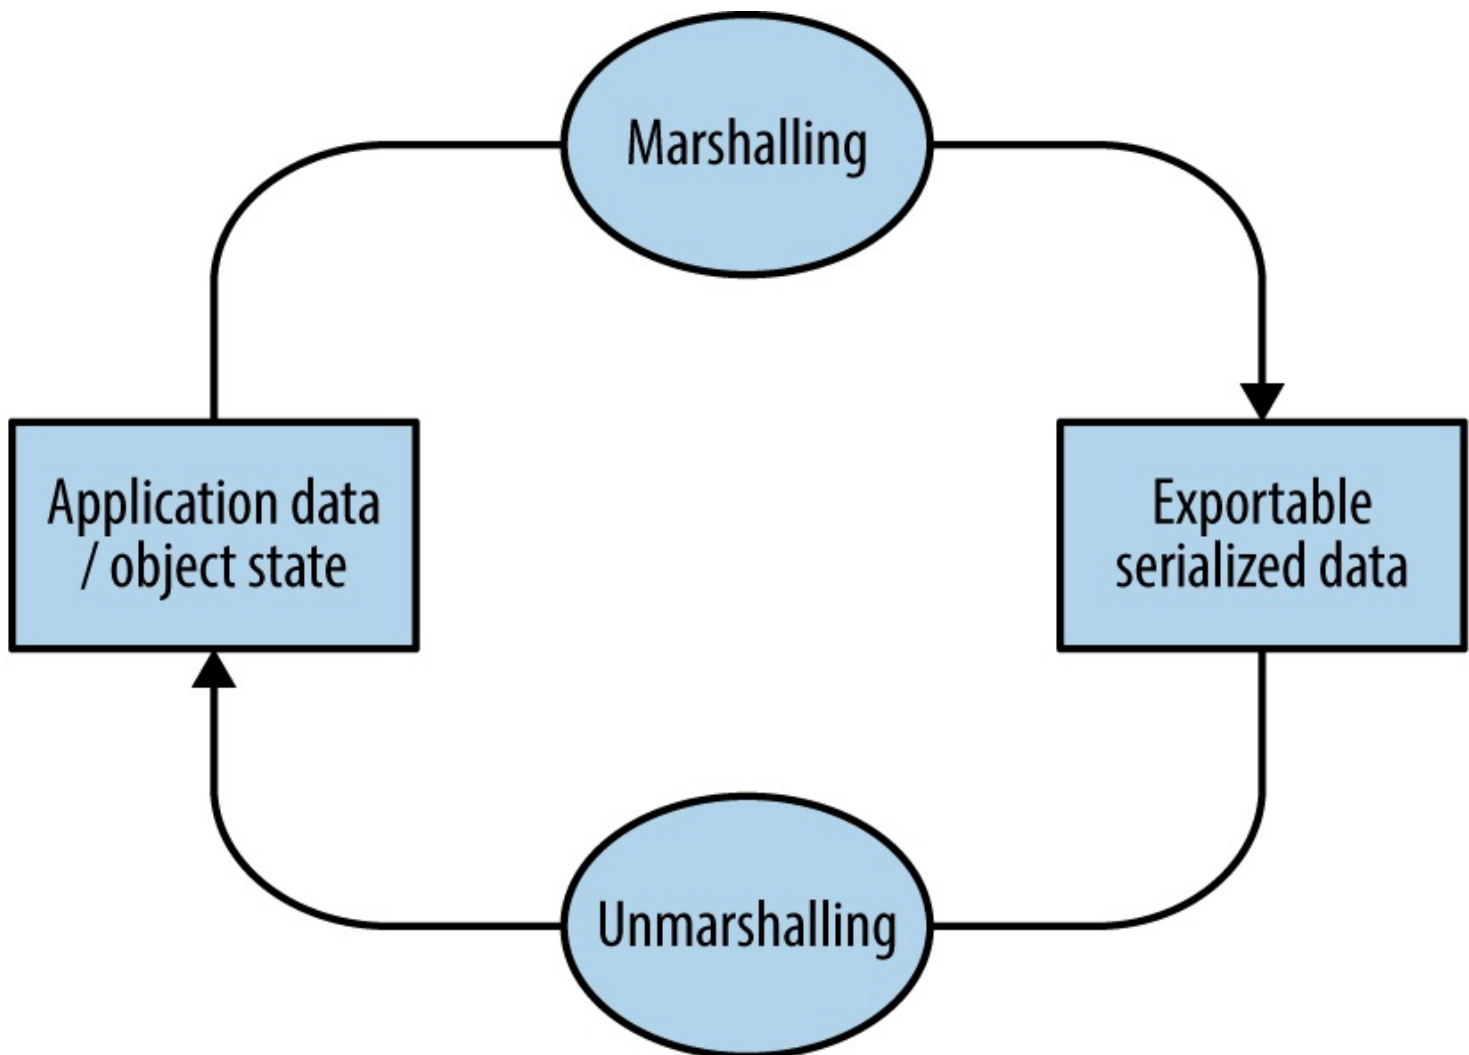 Marshalling
Application data
/ object state
Exportable
serialized data
Unmarshalling